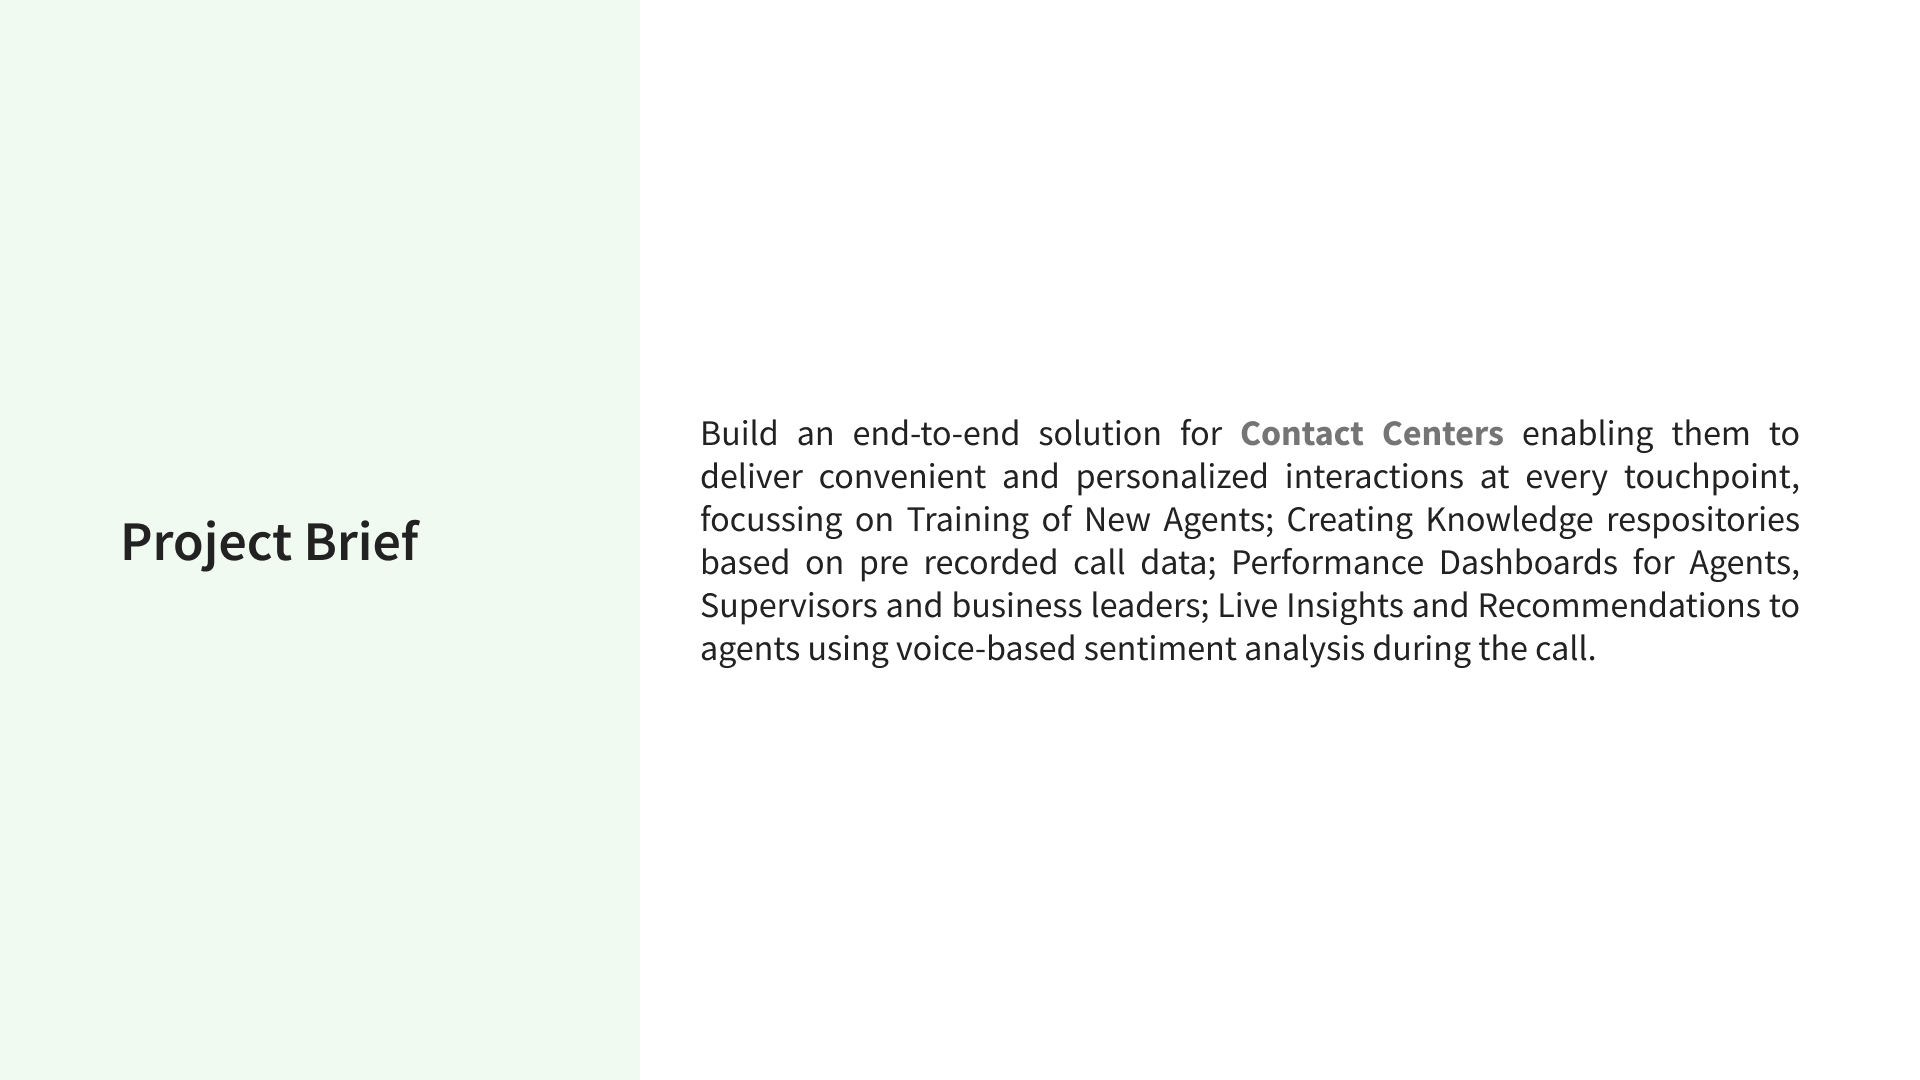 Project Brief
Build an end-to-end solution for Contact Centers enabling them to
deliver convenient and personalized interactions at every touchpoint,
focussing on Training of New Agents; Creating Knowledge respositories
based on pre recorded call data; Performance Dashboards for Agents,
Supervisors and business leaders; Live Insights and Recommendations to
agents using voice-based sentiment analysis during the call.